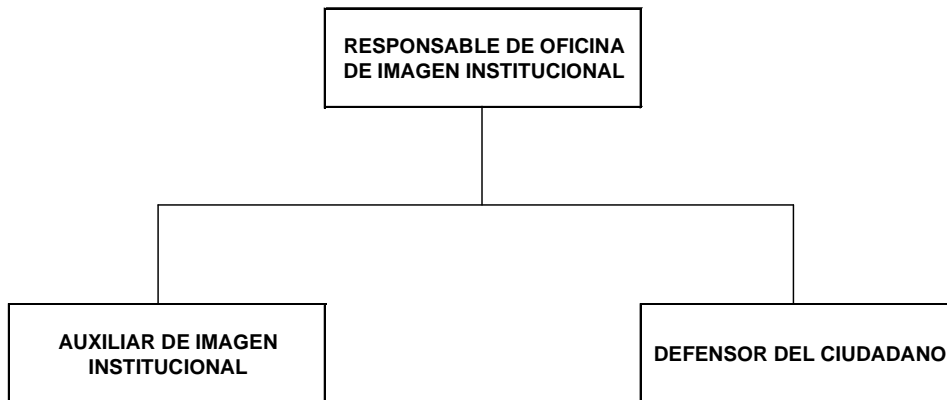 RESPONSABLE DE OFICINA
DE IMAGEN INSTITUCIONAL
AUXILIAR DE IMAGEN
INSTITUCIONAL
DEFENSOR DEL CIUDADANO